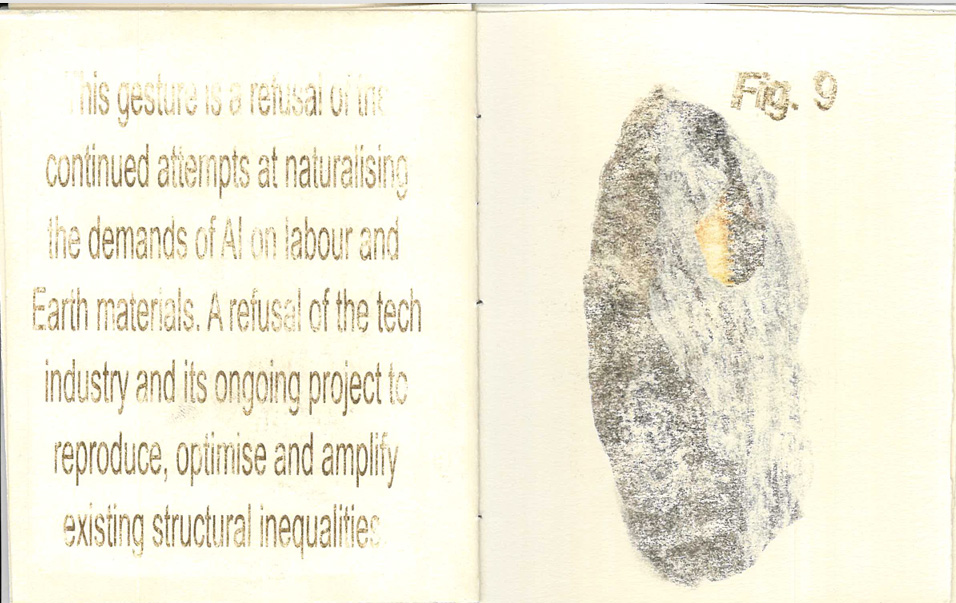 This gesture is a refusal of the
continued attempts at naturalising
the demands of AI on labour and
Earth materials. A refusal of the tech
industry and its ongoing project to
reproduce, optimise and amplify
existing structural inequalities.
Fig. 9